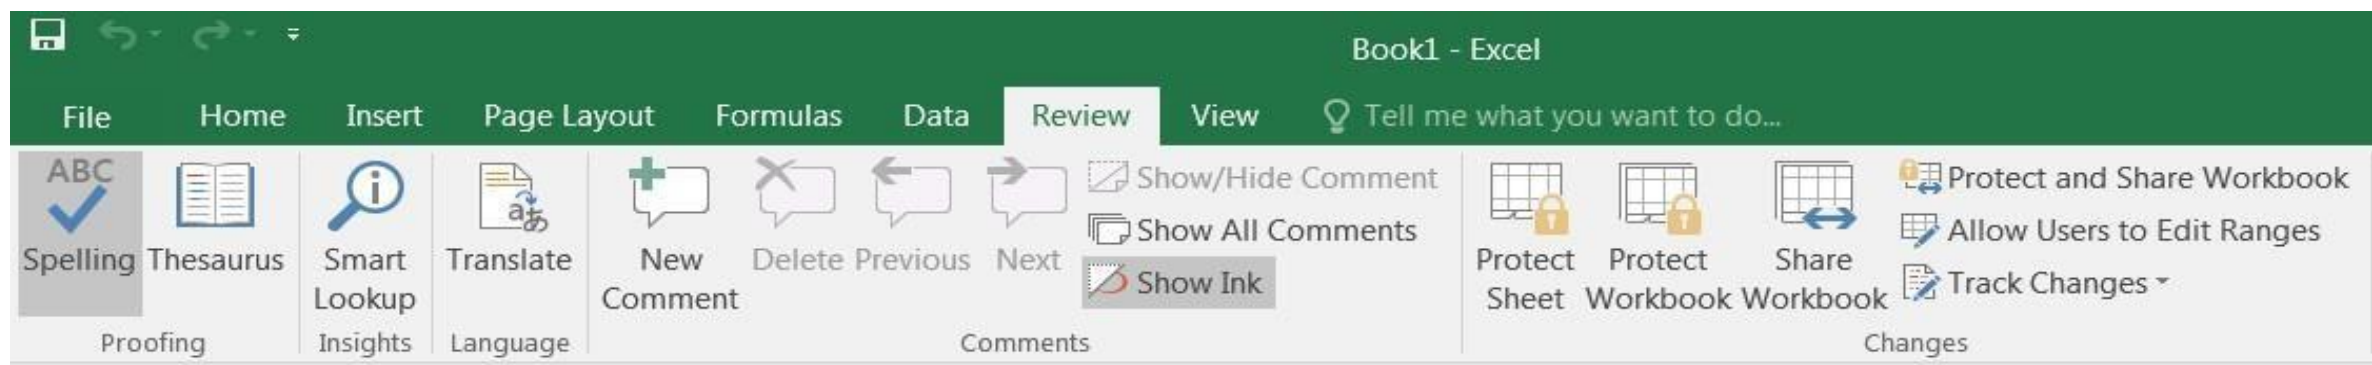 Book1 - Excel
File Home Insert Page Layout Formulas Data Review View Tell me what you want to do...
ABC
Spelling
Thesaurus
Proofing
Smart
Lookup
Insights
aあ
Translate
Language
New
Comment
Delete
Previous
Next
Show/Hide Comment
Show All Comments
Show Ink
Comments
Protect
Sheet
Protect
Workbook
Share
Workbook
Protect and Share Workbook
Allow Users to Edit Ranges
Track Changes
Changes